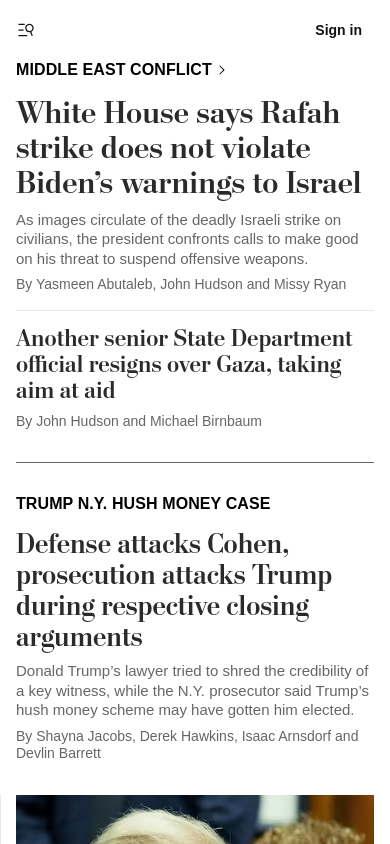 Sign in
MIDDLE EAST CONFLICT
White House says Rafah
strike does not violate
Biden’s warnings to Israel
As images circulate of the deadly Israeli strike on
civilians, the president confronts calls to make good
on his threat to suspend offensive weapons.
By Yasmeen Abutaleb, John Hudson and Missy Ryan
Another senior State Department
official resigns over Gaza, taking
aim at aid
By John Hudson and Michael Birnbaum
TRUMP N.Y. HUSH MONEY CASE
Defense attacks Cohen,
prosecution attacks Trump
during respective closing
arguments
Donald Trump’s lawyer tried to shred the credibility of
a key witness, while the N.Y. prosecutor said Trump’s
hush money scheme may have gotten him elected.
By Shayna Jacobs, Derek Hawkins, Isaac Arnsdorf and
Devlin Barrett